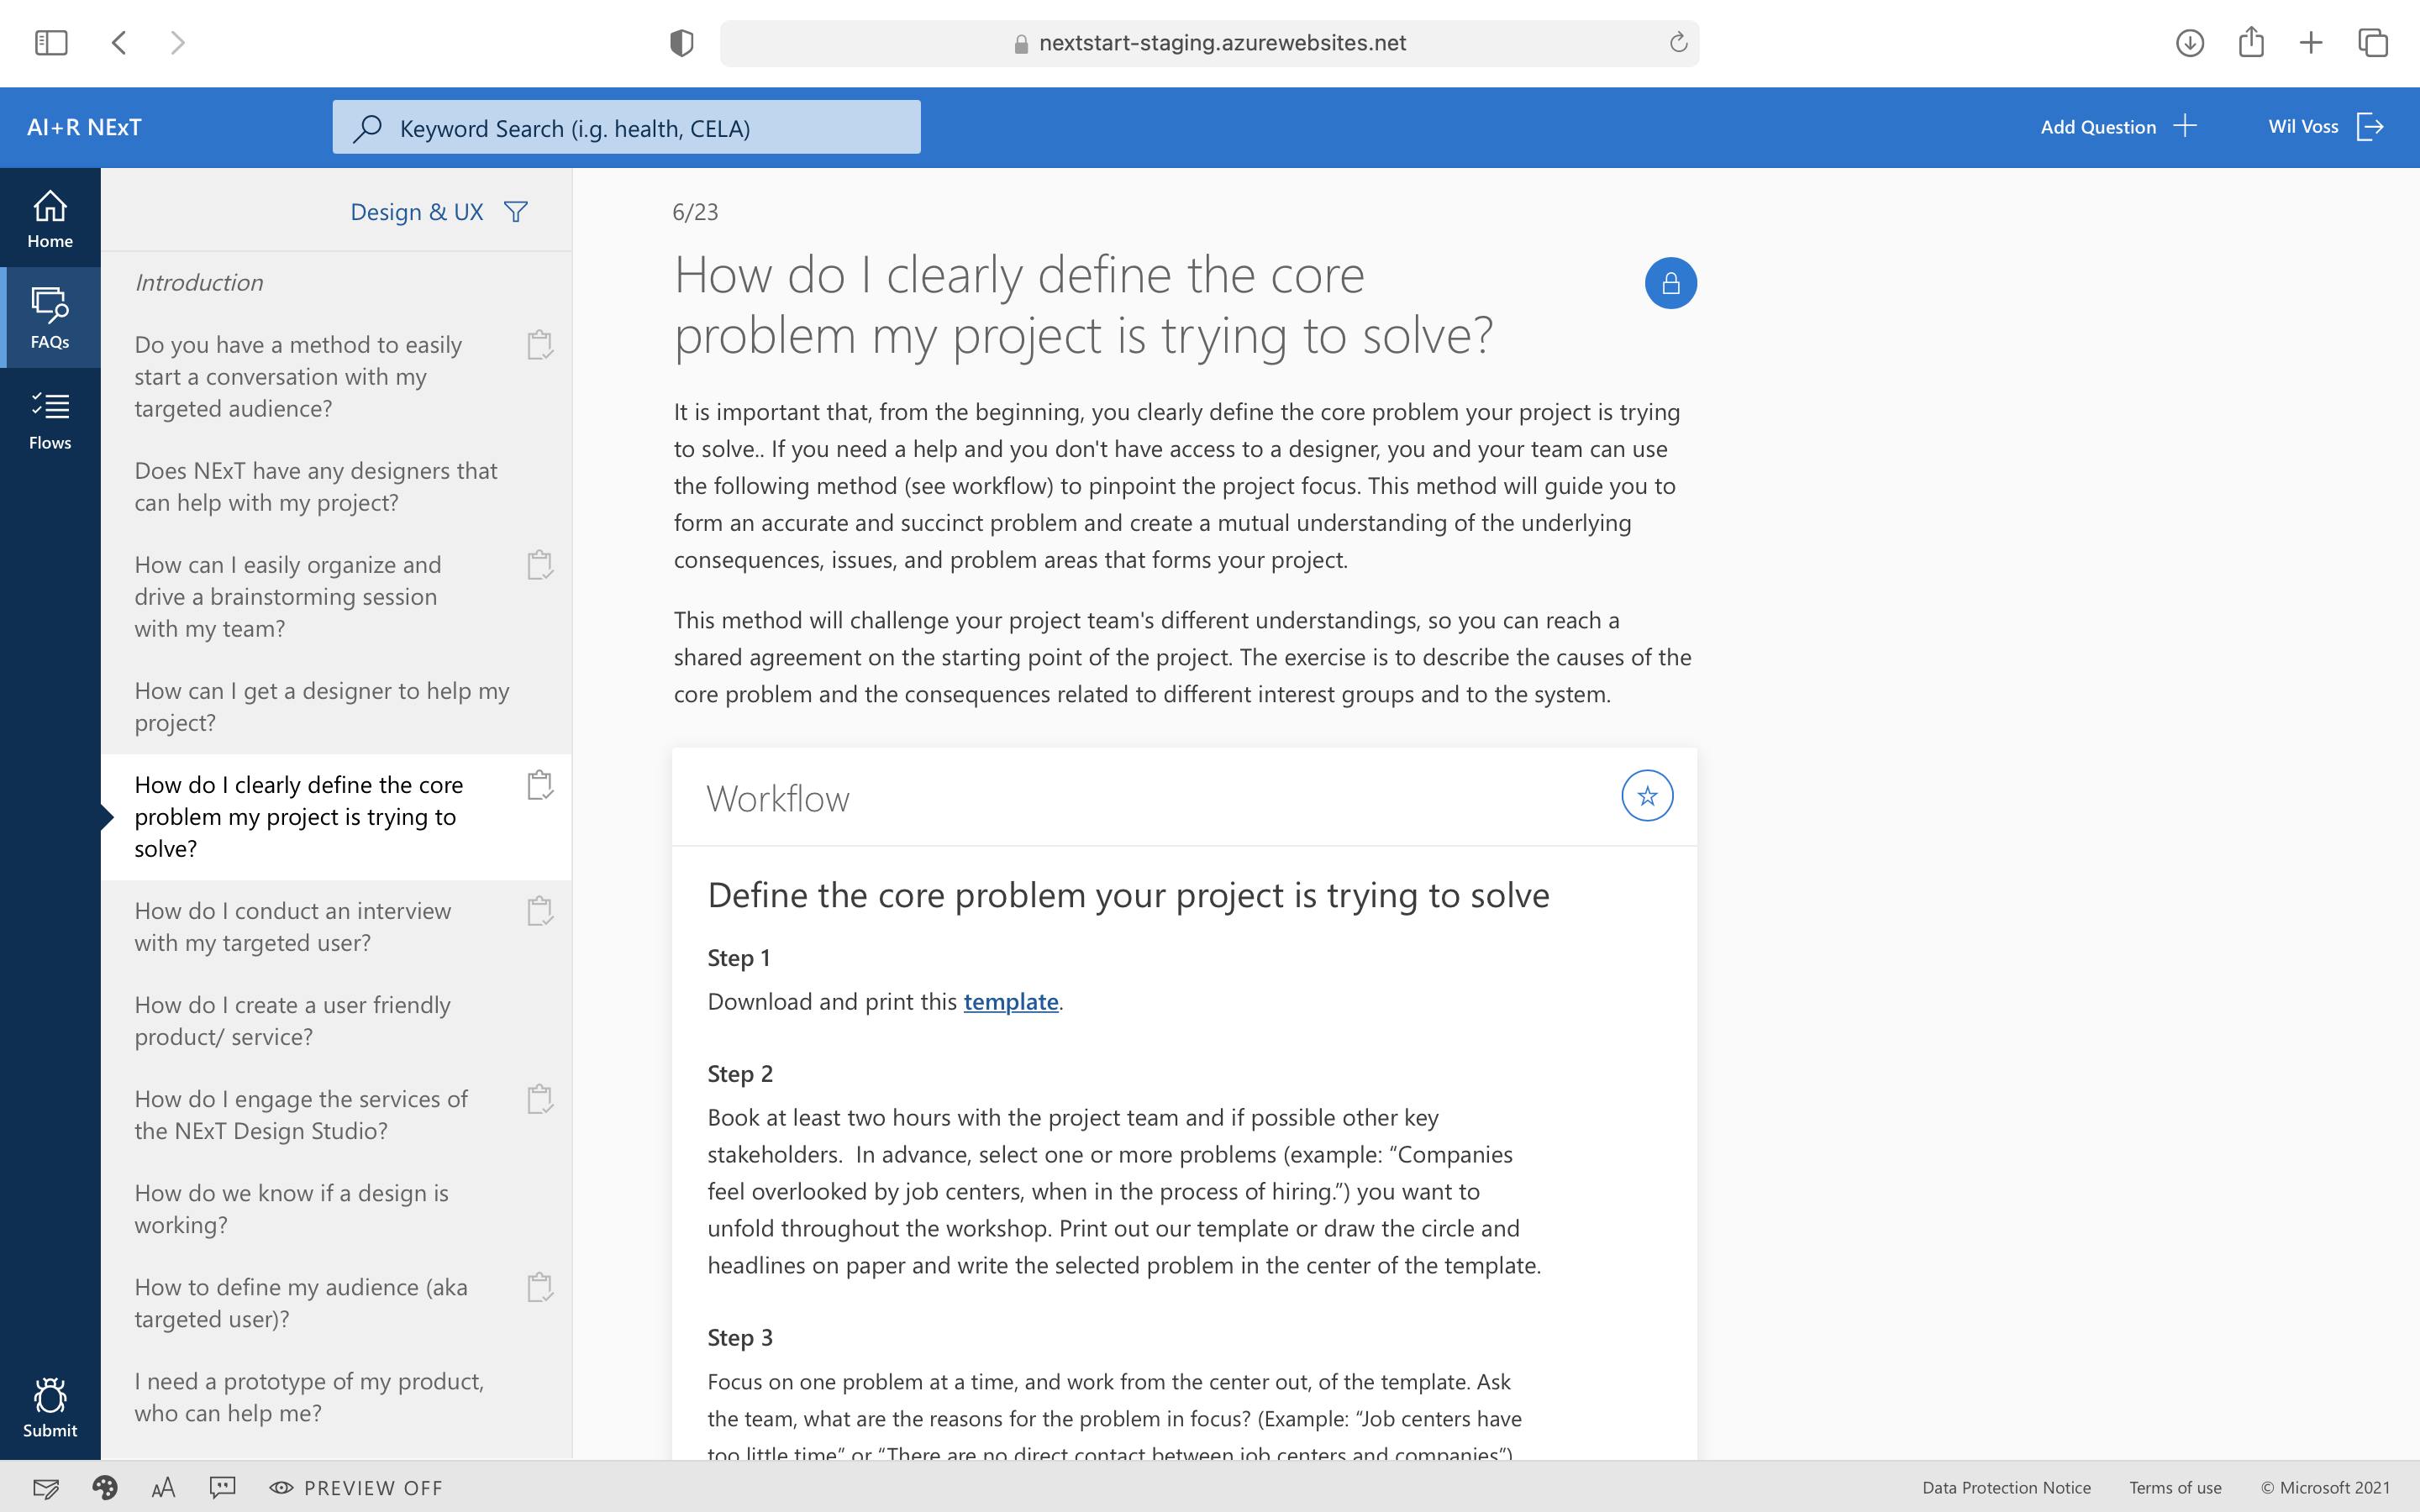 nextstart-staging.azurewebsites.net
AI+R NExT
Keyword Search (i.g. health, CELA)
Add Question
Wil Voss
Home
FAQs
Flows
Submit
Design & UX
Introduction
Do you have a method to easily
start a conversation with my
targeted audience?
Does NExT have any designers that
can help with my project?
How can I easily organize and
drive a brainstorming session
with my team?
How can I get a designer to help my
project?
How do I clearly define the core
problem my project is trying to
solve?
How do I conduct an interview
with my targeted user?
How do I create a user friendly
product/ service?
How do I engage the services of
the NExT Design Studio?
How do we know if a design is
working?
How to define my audience (aka
targeted user)?
I need a prototype of my product,
who can help me?
6/23
How do I clearly define the core
problem my project is trying to solve?
It is important that, from the beginning, you clearly define the core problem your project is trying
to solve.. If you need a help and you don't have access to a designer, you and your team can use
the following method (see workflow) to pinpoint the project focus. This method will guide you to
form an accurate and succinct problem and create a mutual understanding of the underlying
consequences, issues, and problem areas that forms your project.
This method will challenge your project team's different understandings, so you can reach a
shared agreement on the starting point of the project. The exercise is to describe the causes of the
core problem and the consequences related to different interest groups and to the system.
Workflow
Define the core problem your project is trying to solve
Step 1
Download and print this template.
Step 2
Book at least two hours with the project team and if possible other key
stakeholders.  In advance, select one or more problems (example: “Companies
feel overlooked by job centers, when in the process of hiring.”) you want to
unfold throughout the workshop. Print out our template or draw the circle and
headlines on paper and write the selected problem in the center of the template.
Step 3
Focus on one problem at a time, and work from the center out, of the template. Ask
the team, what are the reasons for the problem in focus? (Example: “Job centers have
too little time” or “There are no direct contact between job centers and companies”)
PREVIEW OFF
Data Protection Notice
Terms of use
© Microsoft 2021